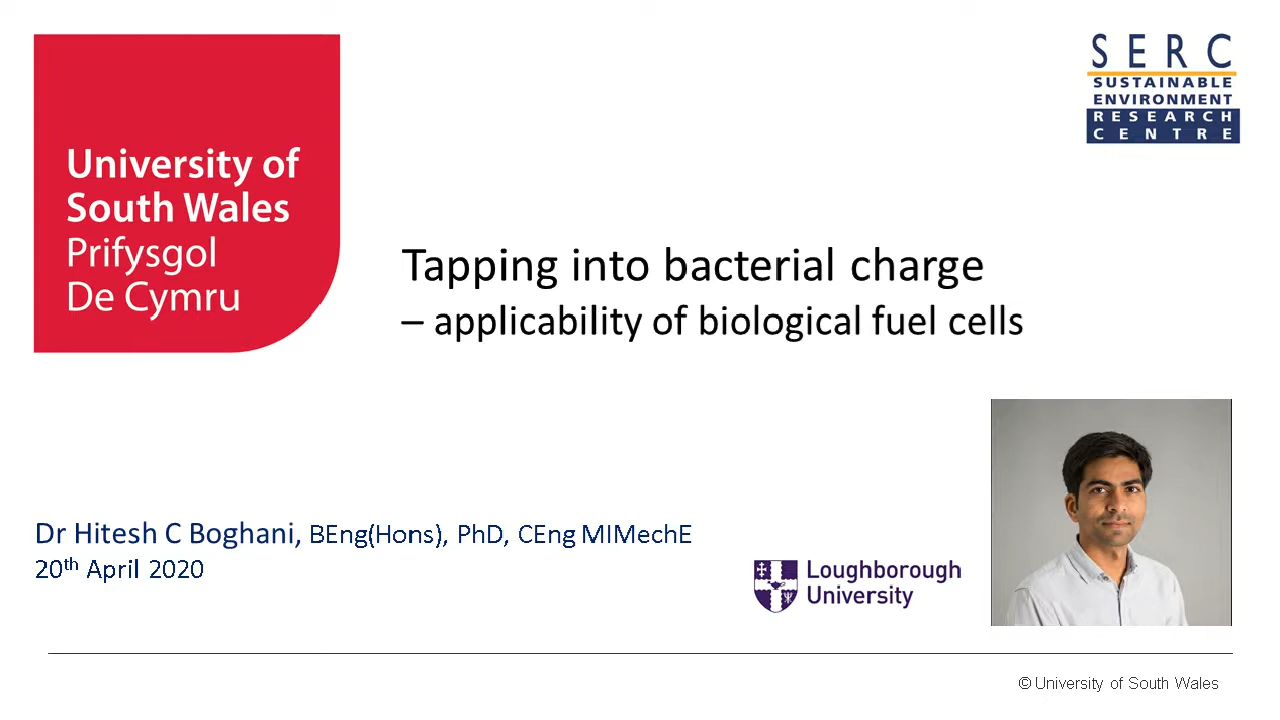 University of
South Wales
Prifysgol
De Cymru
SERC
SUSTAINABLE
ENVIRONMENT
RESEARCH
CENTRE
Tapping into bacterial charge
– applicability of biological fuel cells
Dr Hitesh C Boghani, BEng(Hons), PhD, CEng MIMechE
20th April 2020
Loughborough
University
© University of South Wales